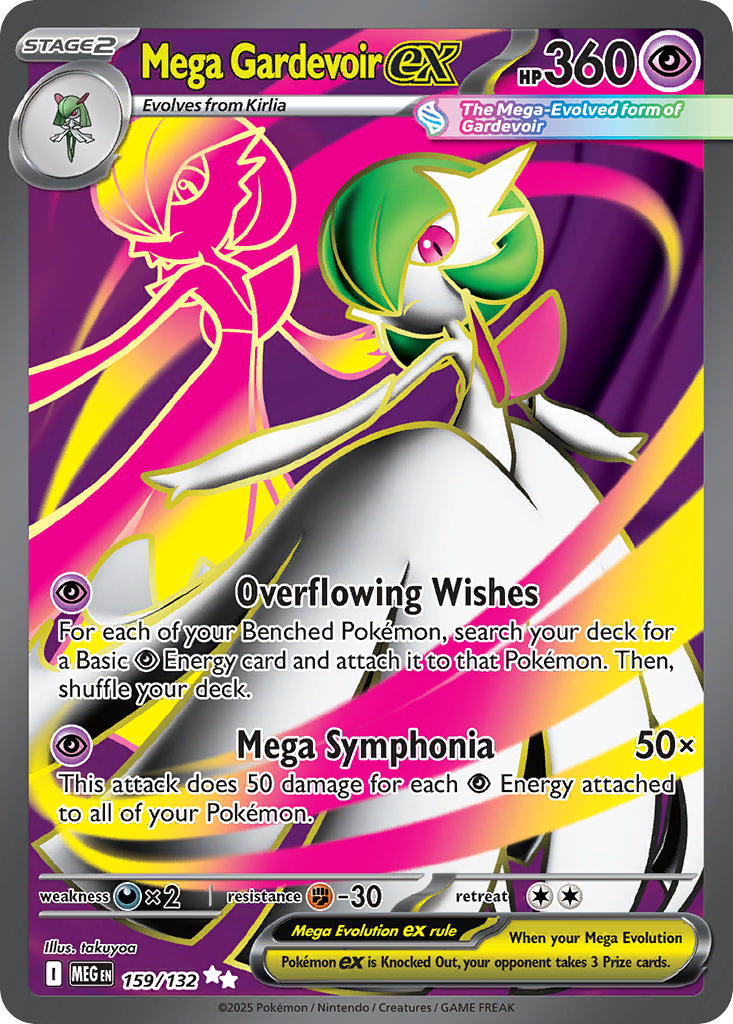 STAGE2
Mega Gardevoir ex
HP360
Evolves from Kirlia
The Mega-Evolved form of
Gardevoir
Overflowing Wishes
For each of your Benched Pokémon, search your deck for
a Basic Energy card and attach it to that Pokémon. Then,
shuffle your deck.
Mega Symphonia 50×
This attack does 50 damage for each Energy attached
to all of your Pokémon.
weakness ×2 resistance -30 retreat
Illus. takuyoa
Mega Evolution ex rule
When your Mega Evolution
Pokémon ex is Knocked Out, your opponent takes 3 Prize cards.
I MEG EN 159/132
©2025 Pokémon / Nintendo / Creatures / GAME FREAK